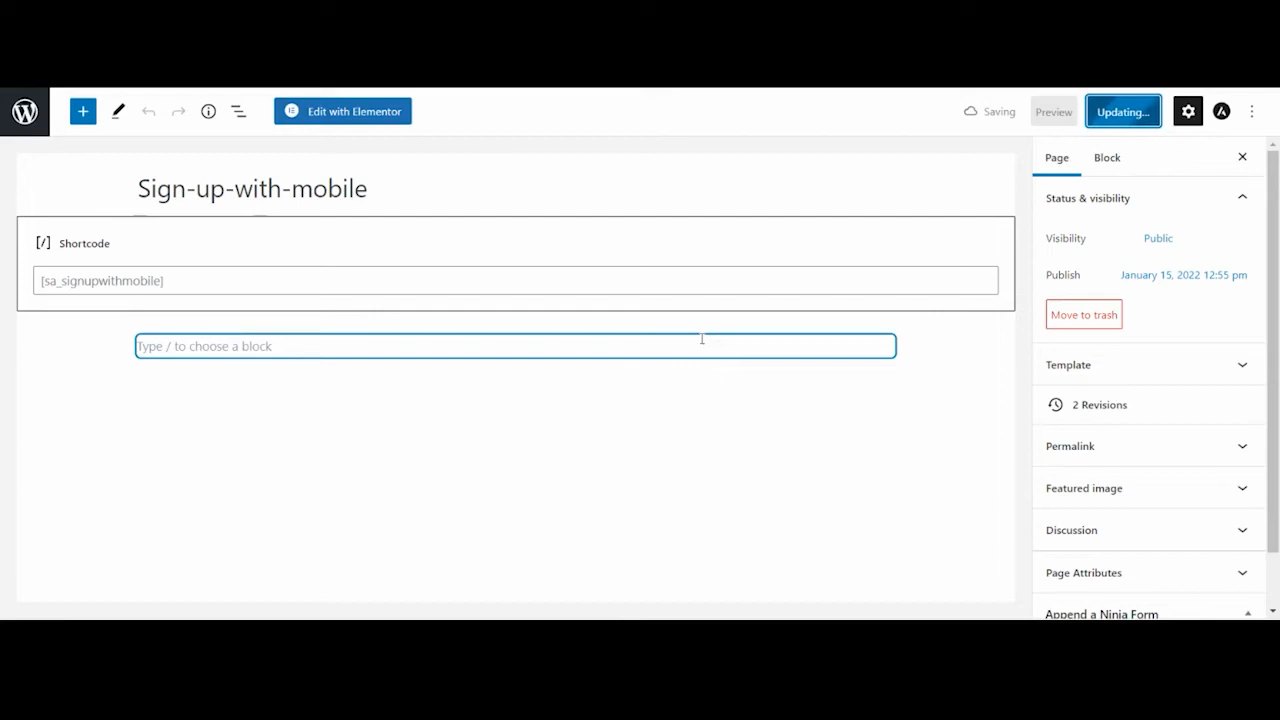 Edit with Elementor
Saving
Preview
Updating...
Sign-up-with-mobile
[/] Shortcode
[sa_signupwithmobile]
Type / to choose a block
Page
Block
Status & visibility
Visibility
Public
Publish
January 15, 2022 12:55 pm
Move to trash
Template
2 Revisions
Permalink
Featured image
Discussion
Page Attributes
Append a Ninja Form